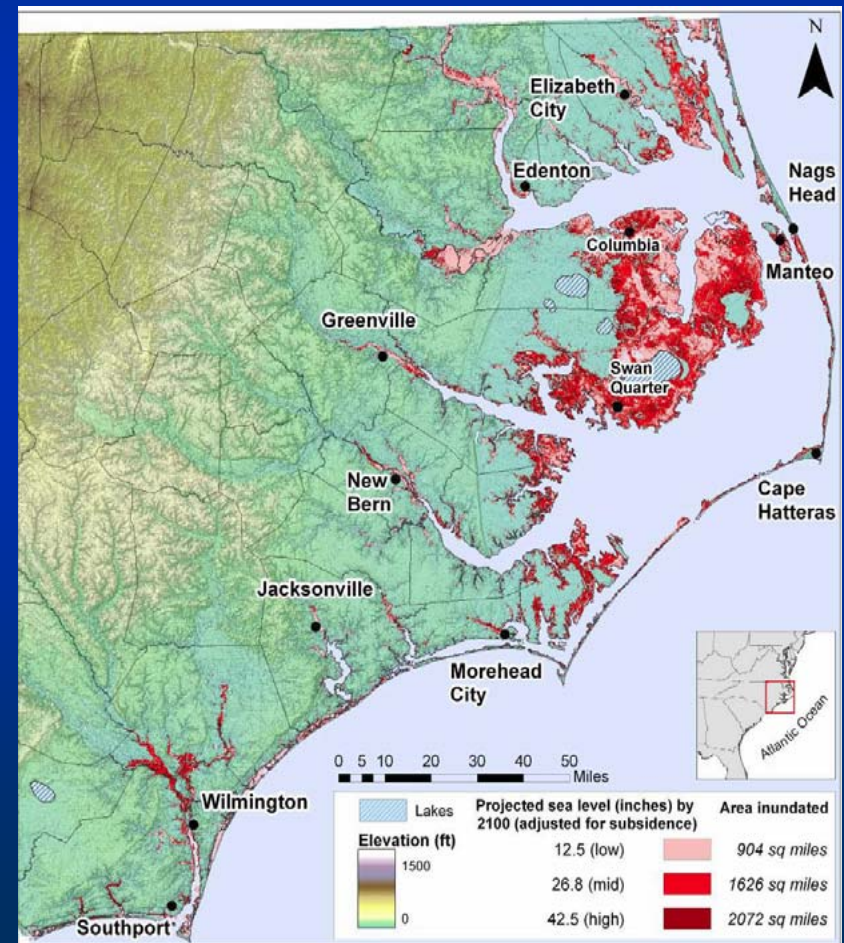 N
Elizabeth
City
Edenton
Nags
Head
Columbia
Manteo
Greenville
Swan
Quarter
New
Bern
Cape
Hatteras
Jacksonville
Morehead
City
Atlantic Ocean
0 5 10 20 30 40 50
Miles
Wilmington
Southport
Lakes
Elevation (ft)
1500
0
Projected sea level (inches) by
2100 (adjusted for subsidence)
Area inundated
12.5 (low) 904 sq miles
26.8 (mid) 1626 sq miles
42.5 (high) 2072 sq miles